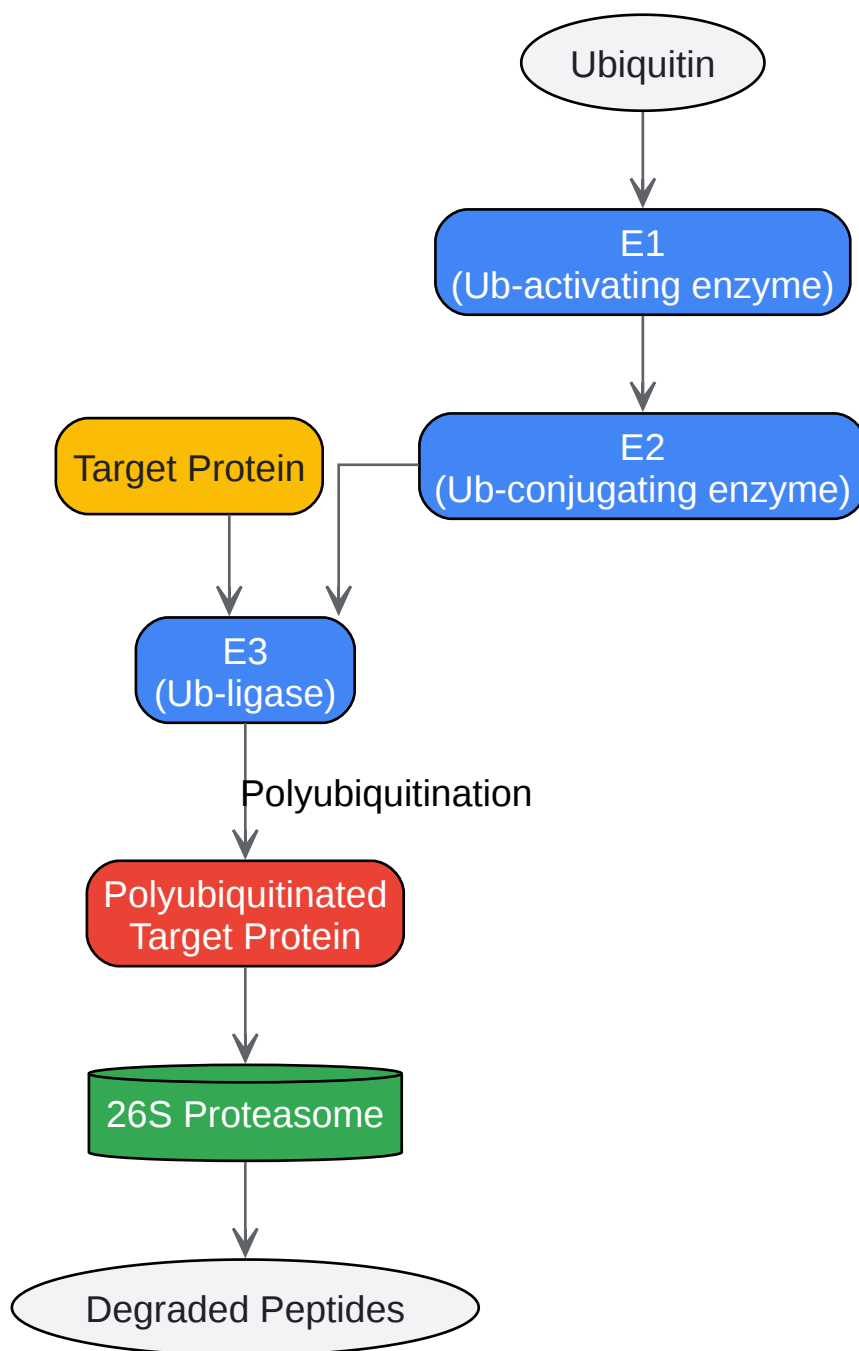 Ubiquitin
E1
(Ub-activating enzyme)
Target Protein
E2
(Ub-conjugating enzyme)
E3
(Ub-ligase)
Polyubiquitination
Polyubiquitinated
Target Protein
26S Proteasome
Degraded Peptides